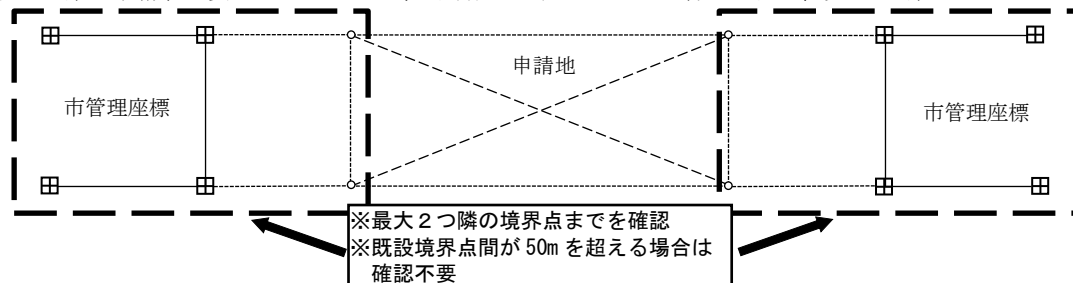 申請地
市管理座標
市管理座標
※最大２つ隣の境界点までを確認
※既設境界点間が50mを超える場合は
確認不要